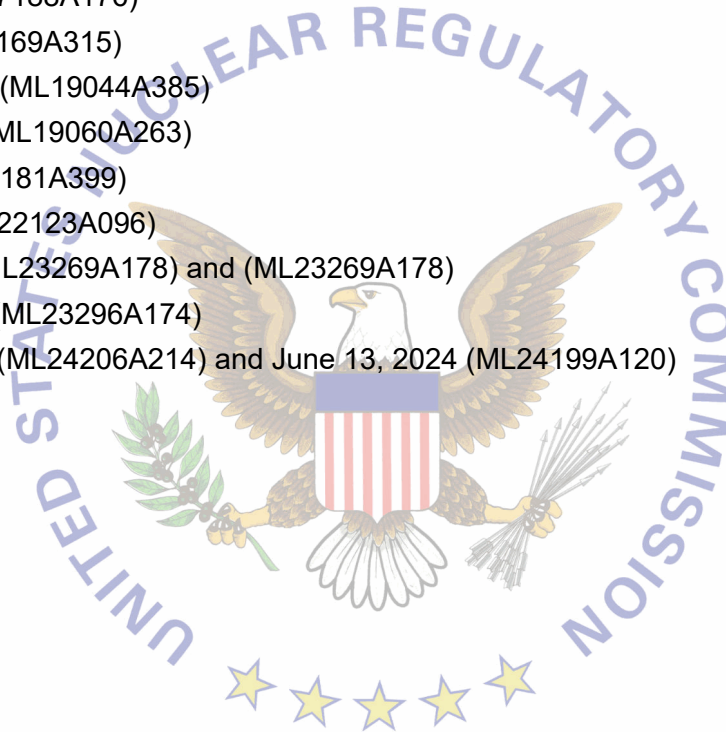 169A315)
(ML19044A385)
ML19060A263)
181A399)
22123A096)
L23269A178) and (ML23269A178)
ML23296A174)
(ML24206A214) and June 13, 2024 (ML24199A120)
UNITED STATES NUCLEAR REGULATORY COMMISSION